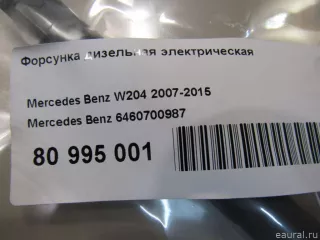 Форсунка дизельная электрическая
Mercedes Benz W204 2007-2015
Mercedes Benz 6460700987
80 995 001
eaural.ru